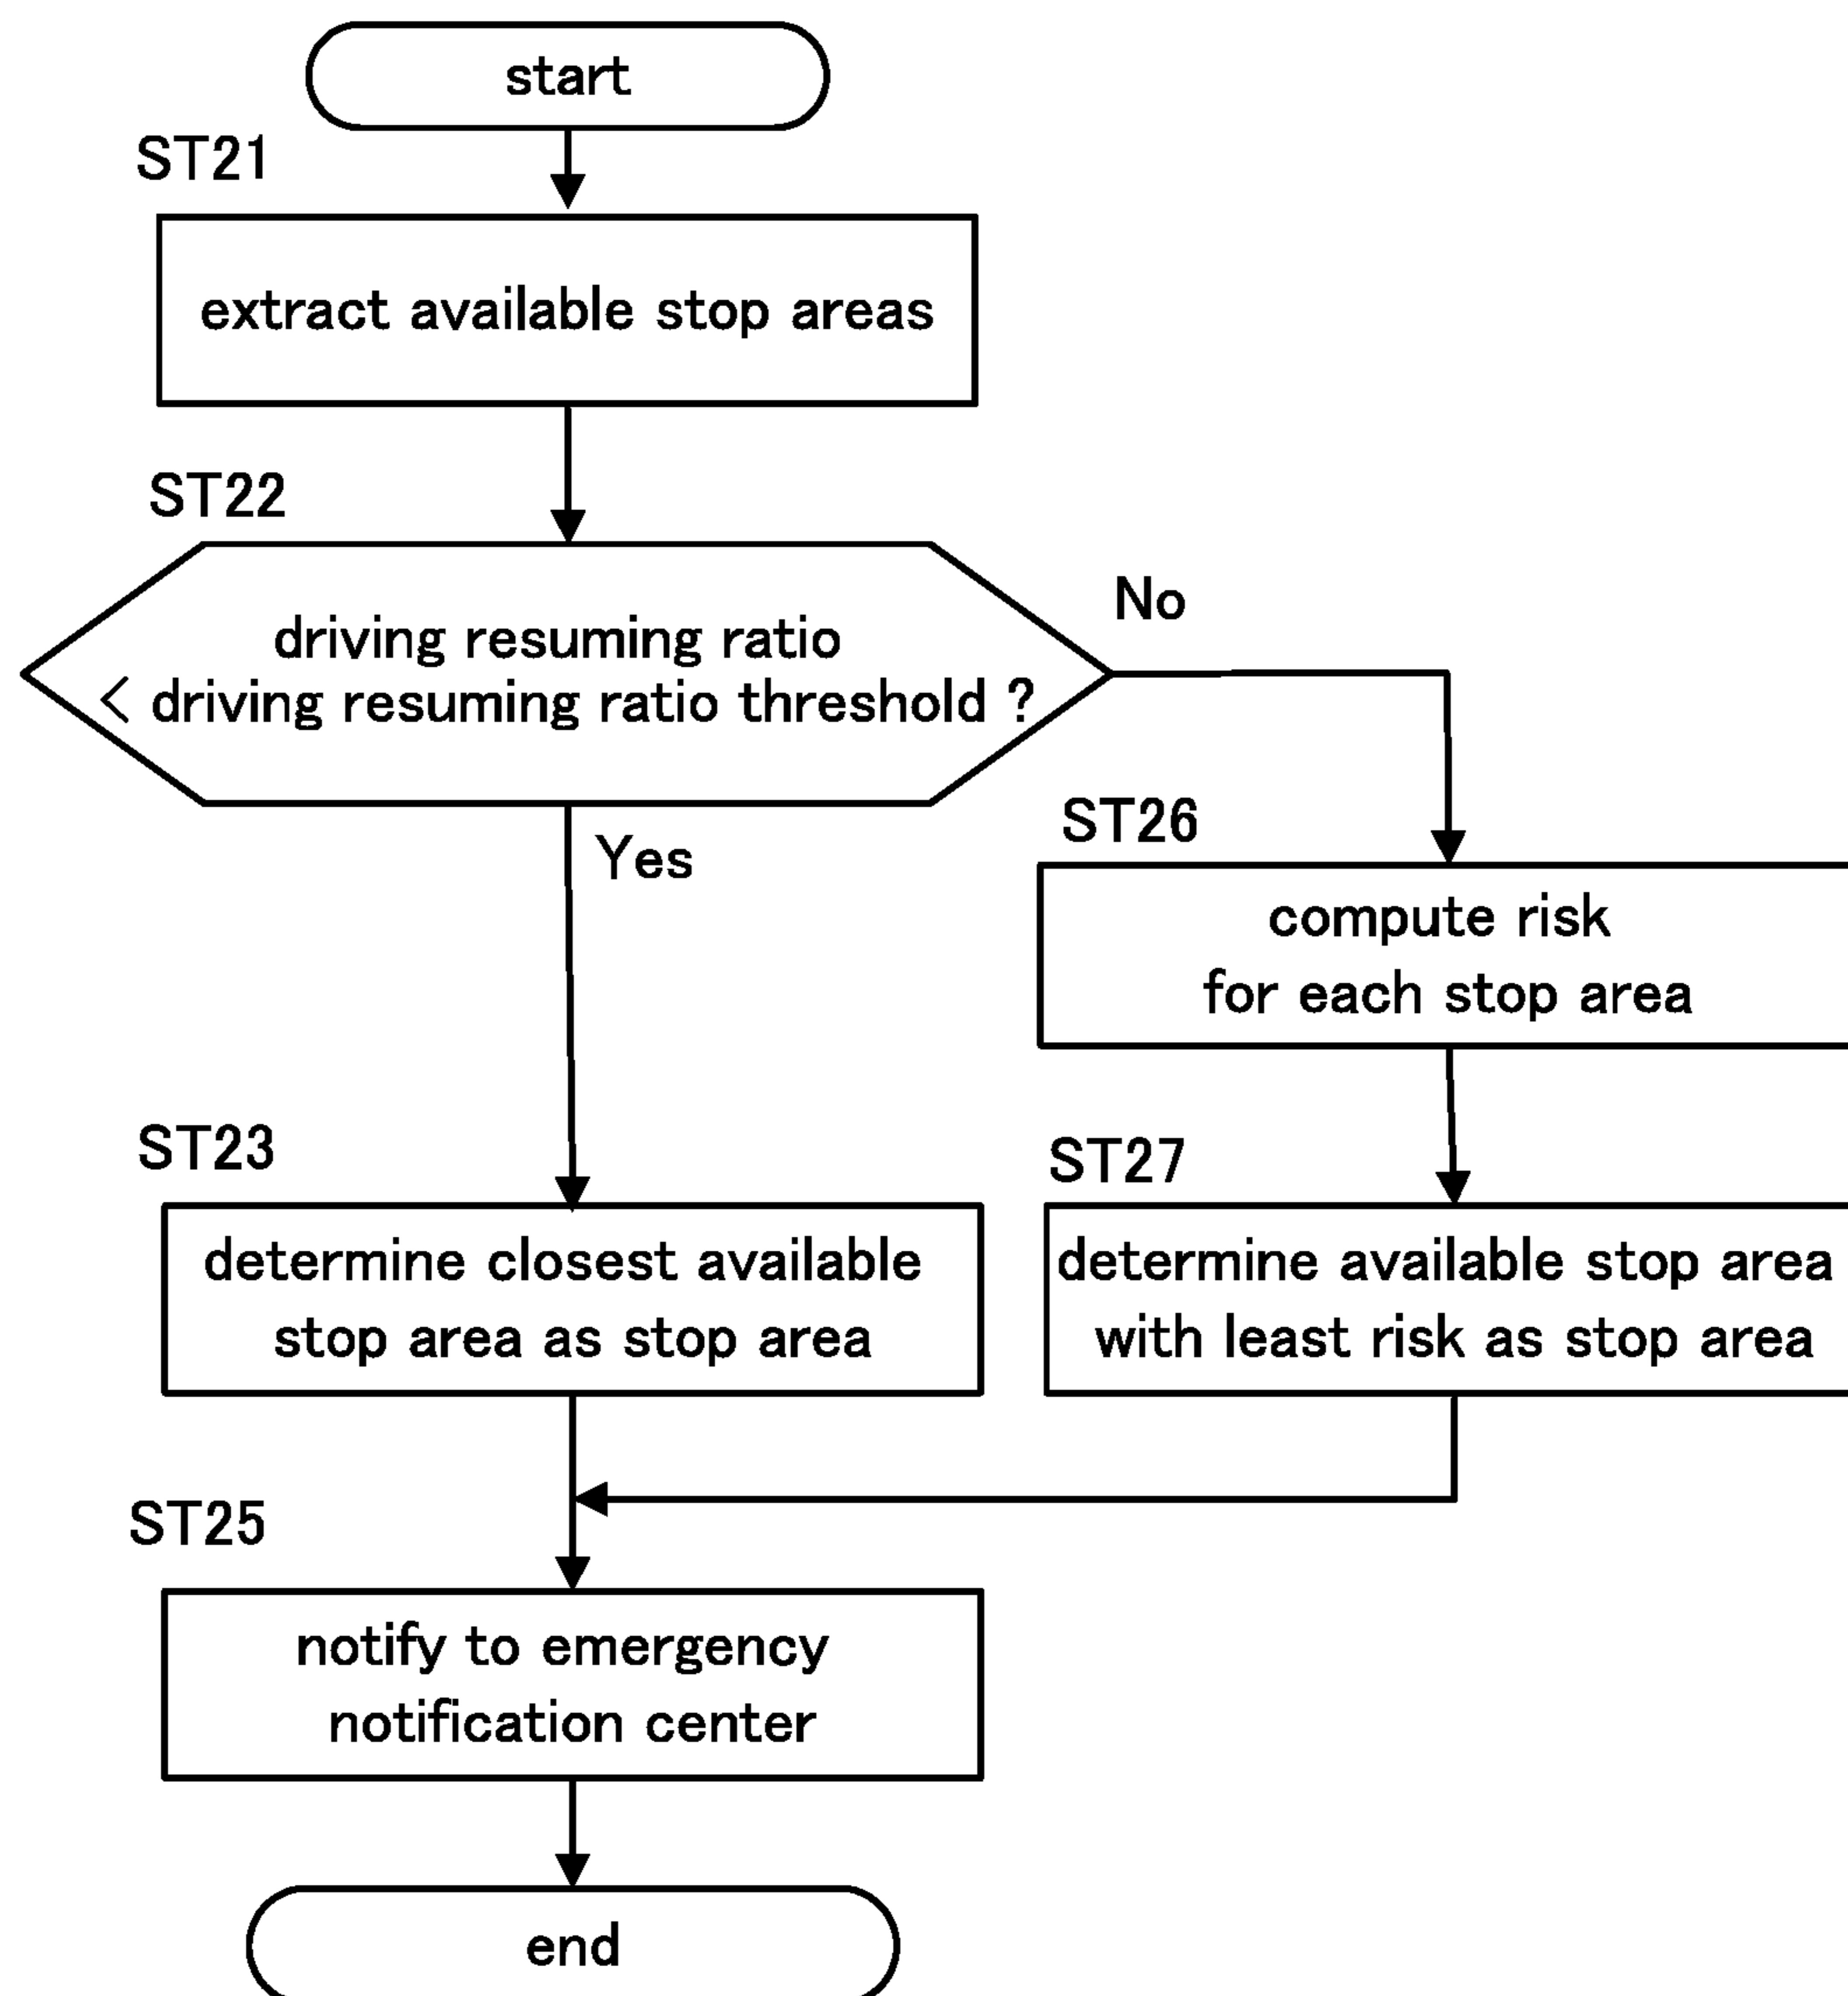 start
ST21
extract available stop areas
ST22
driving resuming ratio
< driving resuming ratio threshold ?
No
Yes
ST26
compute risk
for each stop area
ST23
determine closest available
stop area as stop area
ST27
determine available stop area
with least risk as stop area
ST25
notify to emergency
notification center
end